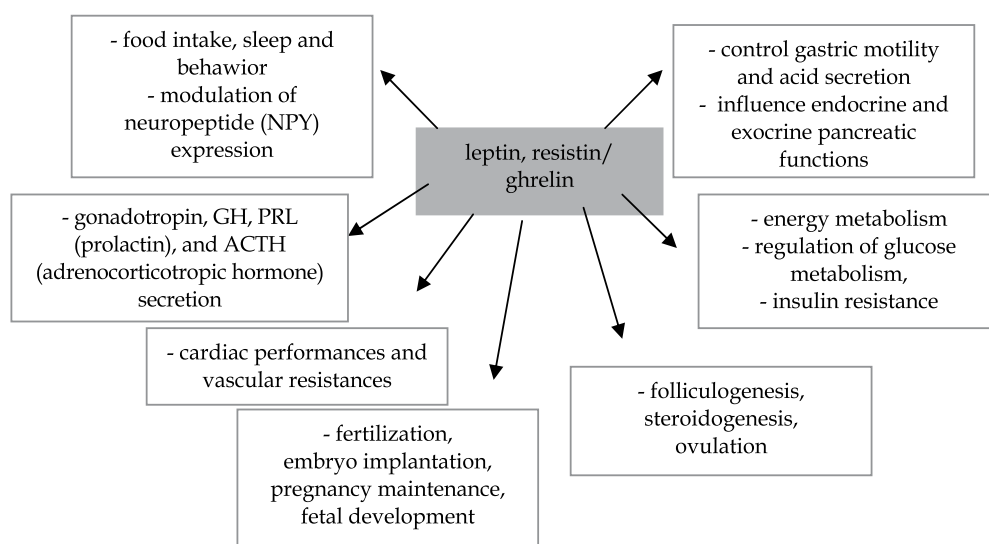 - food intake, sleep and
behawior
- modulation of
neuropeptide (NPY)
expression
- control gastric motility
and acid secretion
- influence endocrine and
exocrine pancreatic
functions
leptin, resistin/
ghrelin
- gonadotropin, GH, PRL
(prolactin), and ACTH
(adrenocorticotropic hormone)
secretion
- energy metabolism
- regulation of glucose
metabolism,
- insulin resistance
- cardiac performances and
vascular resistances
- folliculogenesis,
steroidogenesis,
ovulation
- fertilization,
embryo implantation,
pregnancy maintenance,
fetal development